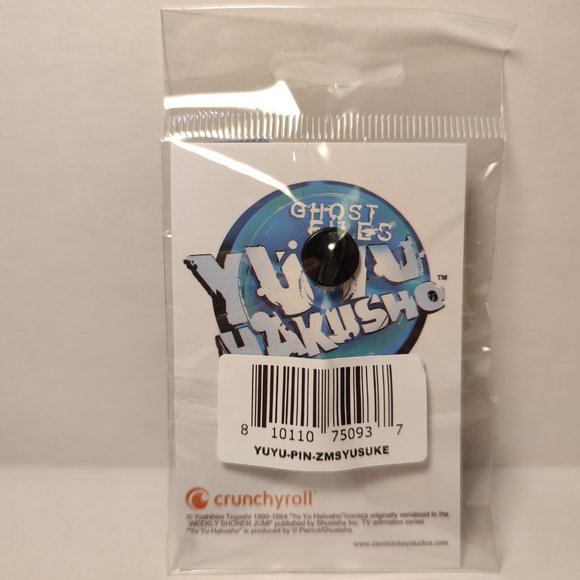 GHOST
FILES
YU YU
HAKUSHO
™
8 10110 75093 7
YUYU-PIN-ZMSYUSUKE
crunchyroll
© Yoshihiro Togashi 1990-1994 "Yu Yu Hakusho"/comics originally serialized in the
WEEKLY SHONEN JUMP published by Shueisha Inc. TV animation series
"Yu Yu Hakusho" is produced by © Pierrot/Shueisha.
www.zenmonkeystudios.com